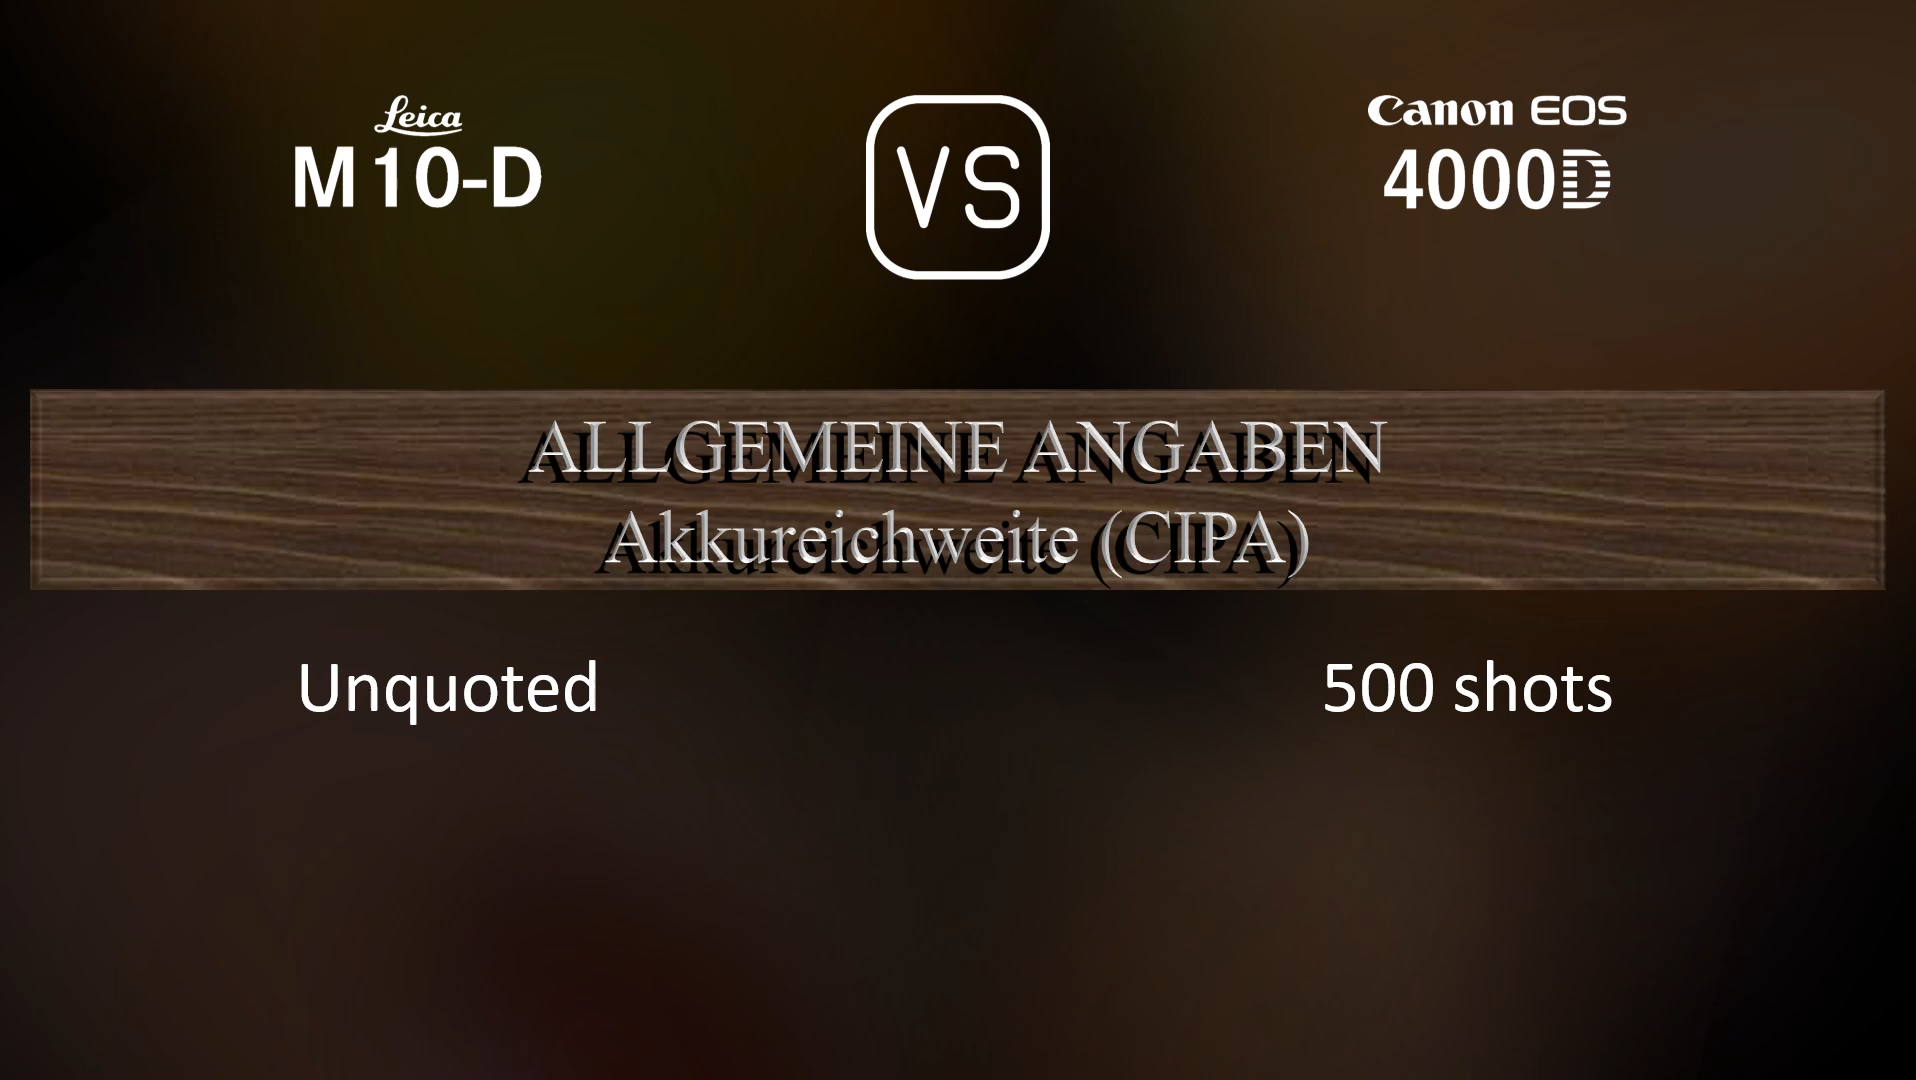 Leica
M10-D
VS
Canon EOS
4000D
ALLGEMEINE ANGABEN
Akkureichweite (CIPA)
Unquoted
500 shots